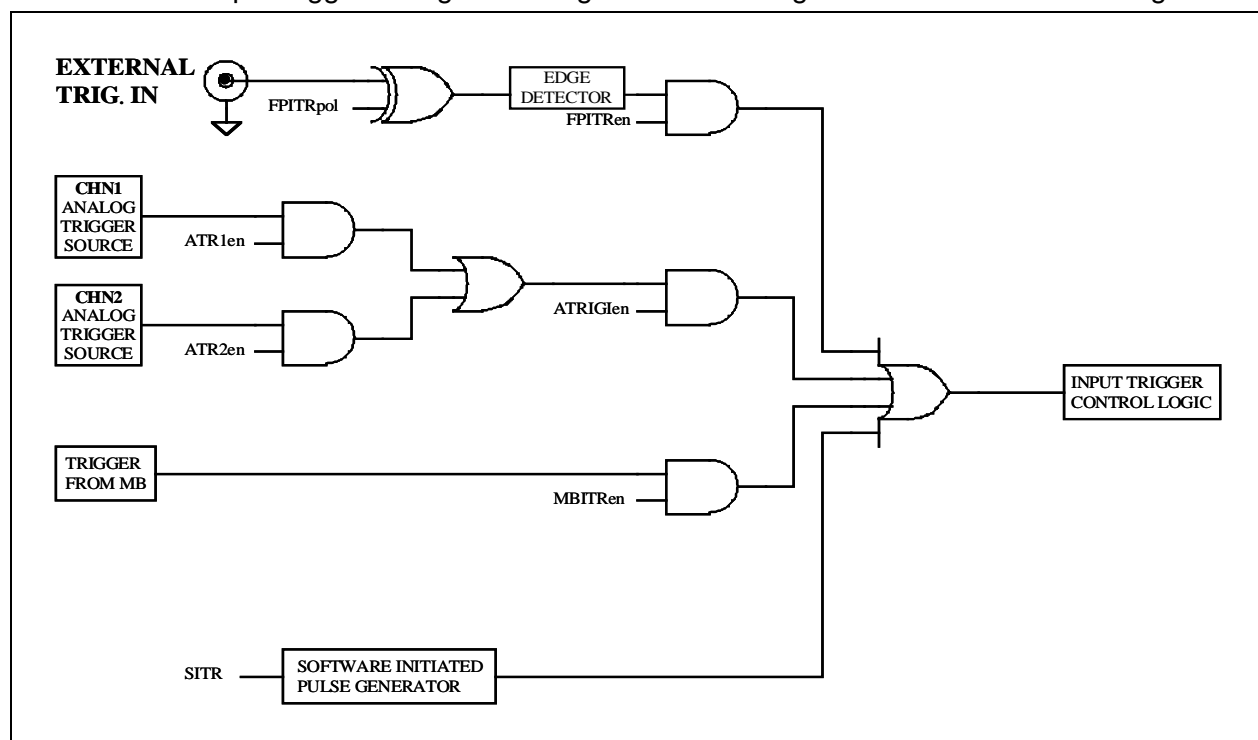 EXTERNAL
TRIG. IN
FPITRpol
EDGE
DETECTOR
FPITRen
CHN1
ANALOG
TRIGGER
SOURCE
ATR1en
CHN2
ANALOG
TRIGGER
SOURCE
ATR2en
ATRIGIen
INPUT TRIGGER
CONTROL LOGIC
TRIGGER
FROM MB
MBITRen
SITR
SOFTWARE INITIATED
PULSE GENERATOR